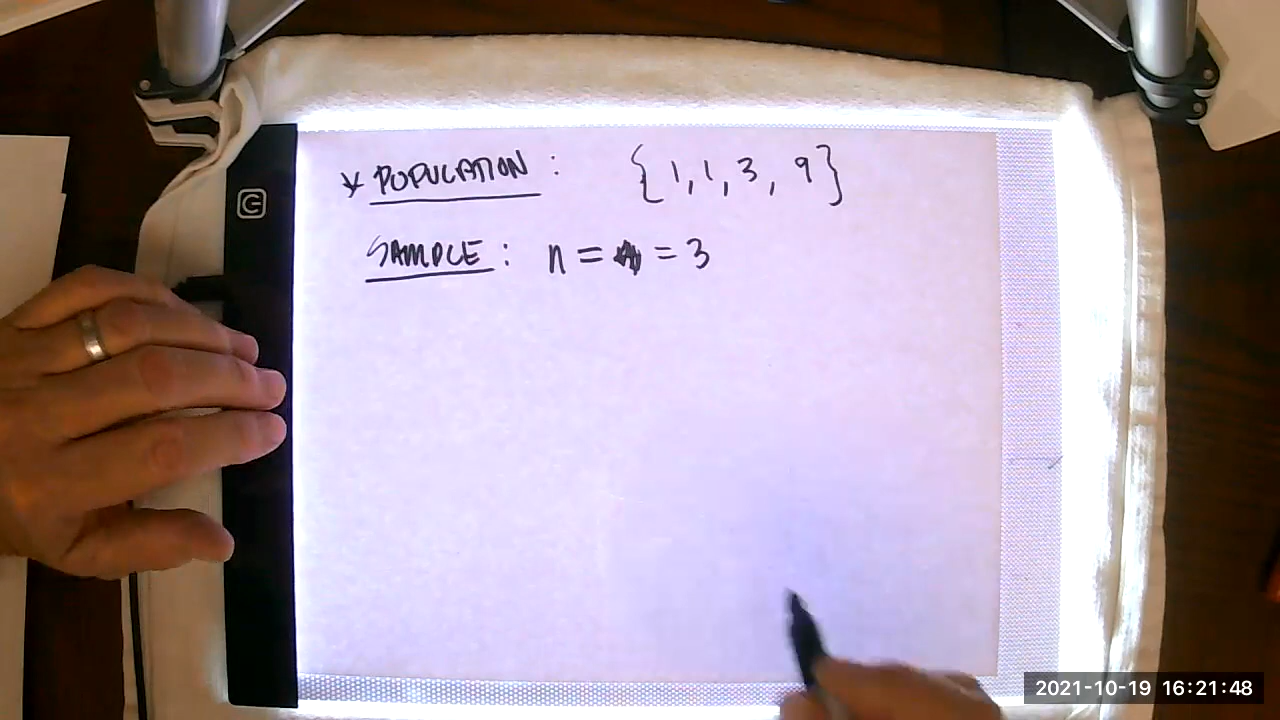 * POPULATION : { 1, 1, 3, 9 }
SAMPLE : n = = 3
2021-10-19 16:21:48